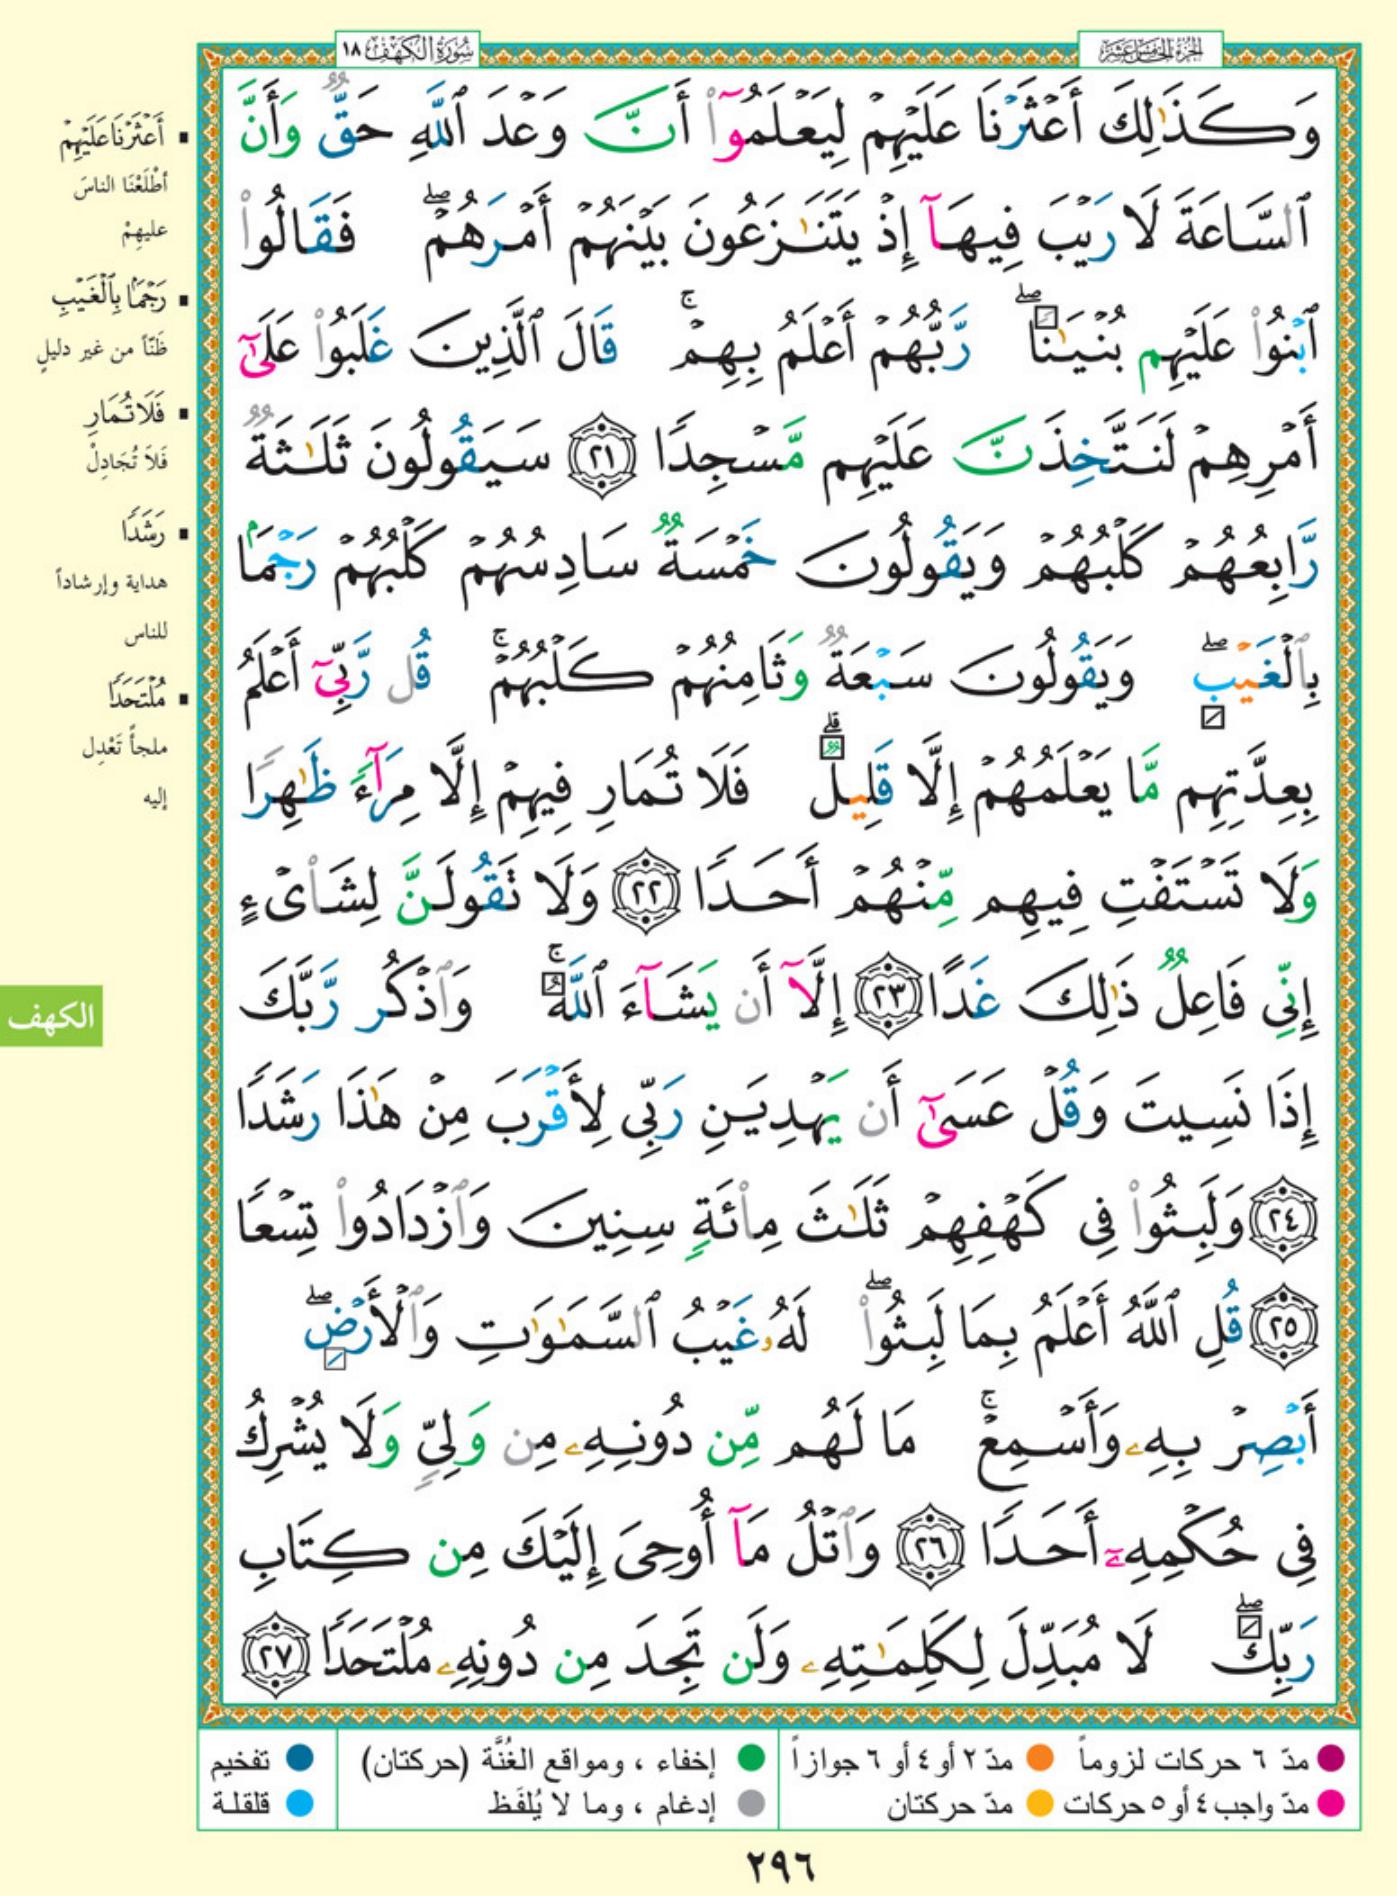 الجزء الخامس عشر
سورة الكهف ١٨
وَكَذَٰلِكَ أَعْثَرْنَا عَلَيْهِمْ لِيَعْلَمُوٓا۟ أَنَّ وَعْدَ ٱللَّهِ حَقٌّ وَأَنَّ
ٱلسَّاعَةَ لَا رَيْبَ فِيهَآ إِذْ يَتَنَـٰزَعُونَ بَيْنَهُمْ أَمْرَهُمْ ۖ فَقَالُوا۟
ٱبْنُوا۟ عَلَيْهِم بُنْيَـٰنًا ۖ رَّبُّهُمْ أَعْلَمُ بِهِمْ ۚ قَالَ ٱلَّذِينَ غَلَبُوا۟ عَلَىٰٓ
أَمْرِهِمْ لَنَتَّخِذَنَّ عَلَيْهِم مَّسْجِدًا ٢١ سَيَقُولُونَ ثَلَـٰثَةٌ
رَّابِعُهُمْ كَلْبُهُمْ وَيَقُولُونَ خَمْسَةٌ سَادِسُهُمْ كَلْبُهُمْ رَجْمًۢا
بِٱلْغَيْبِ ۖ وَيَقُولُونَ سَبْعَةٌ وَثَامِنُهُمْ كَلْبُهُمْ ۚ قُل رَّبِّىٓ أَعْلَمُ
بِعِدَّتِهِم مَّا يَعْلَمُهُمْ إِلَّا قَلِيلٌ ۗ فَلَا تُمَارِ فِيهِمْ إِلَّا مِرَآءً ظَـٰهِرًا
وَلَا تَسْتَفْتِ فِيهِم مِّنْهُمْ أَحَدًا ٢٢ وَلَا تَقُولَنَّ لِشَا۟ىْءٍ
إِنِّى فَاعِلٌ ذَٰلِكَ غَدًا ٢٣ إِلَّآ أَن يَشَآءَ ٱللَّهُ ۚ وَٱذْكُر رَّبَّكَ
إِذَا نَسِيتَ وَقُلْ عَسَىٰٓ أَن يَهْدِيَنِ رَبِّى لِأَقْرَبَ مِنْ هَـٰذَا رَشَدًا
٢٤ وَلَبِثُوا۟ فِى كَهْفِهِمْ ثَلَـٰثَ مِا۟ئَةٍ سِنِينَ وَٱزْدَادُوا۟ تِسْعًا
٢٥ قُلِ ٱللَّهُ أَعْلَمُ بِمَا لَبِثُوا۟ ۖ لَهُۥ غَيْبُ ٱلسَّمَـٰوَٰتِ وَٱلْأَرْضِ ۖ
أَبْصِرْ بِهِۦ وَأَسْمِعْ ۚ مَا لَهُم مِّن دُونِهِۦ مِن وَلِىٍّ وَلَا يُشْرِكُ
فِى حُكْمِهِۦٓ أَحَدًا ٢٦ وَٱتْلُ مَآ أُوحِىَ إِلَيْكَ مِن كِتَابِ
رَبِّكَ ۖ لَا مُبَدِّلَ لِكَلِمَـٰتِهِۦ وَلَن تَجِدَ مِن دُونِهِۦ مُلْتَحَدًا ٢٧
أَعْثَرْنَا عَلَيْهِمْ
أطْلَعْنَا الناسَ
عليهِمْ
رَجْمًۢا بِٱلْغَيْبِ
ظَنّاً من غير دليلٍ
فَلَا تُمَارِ
فَلاَ تُجَادِلْ
رَشَدًا
هداية وإرشاداً
للناس
مُلْتَحَدًا
ملجأً تَعْدِل
إليه
الكهف
مدّ ٦ حركات لزوماً مدّ ٢ أو ٤ أو ٦ جوازاً إخفاء ، ومواقع الغُنَّة (حركتان) تفخيم
مدّ واجب ٤ أو ٥ حركات مدّ حركتان إدغام ، وما لا يُلفَظ قلقلة
٢٩٦